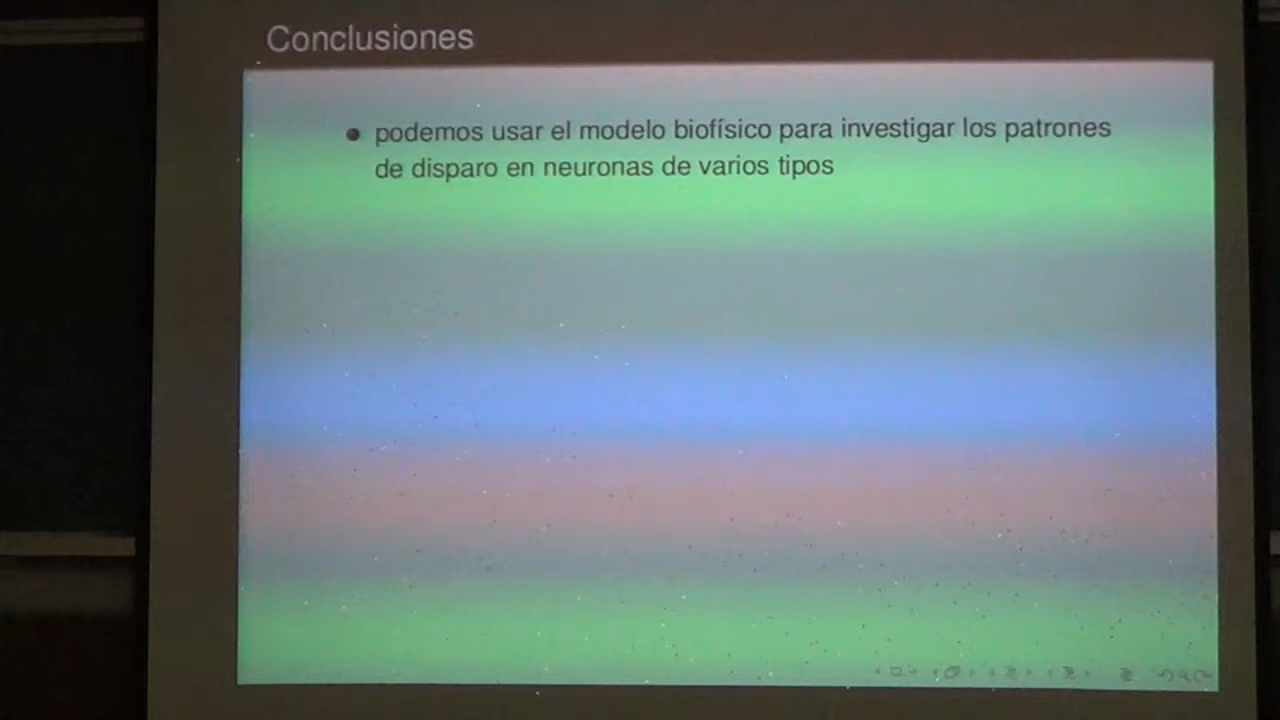 Conclusiones
podemos usar el modelo biofísico para investigar los patrones
de disparo en neuronas de varios tipos